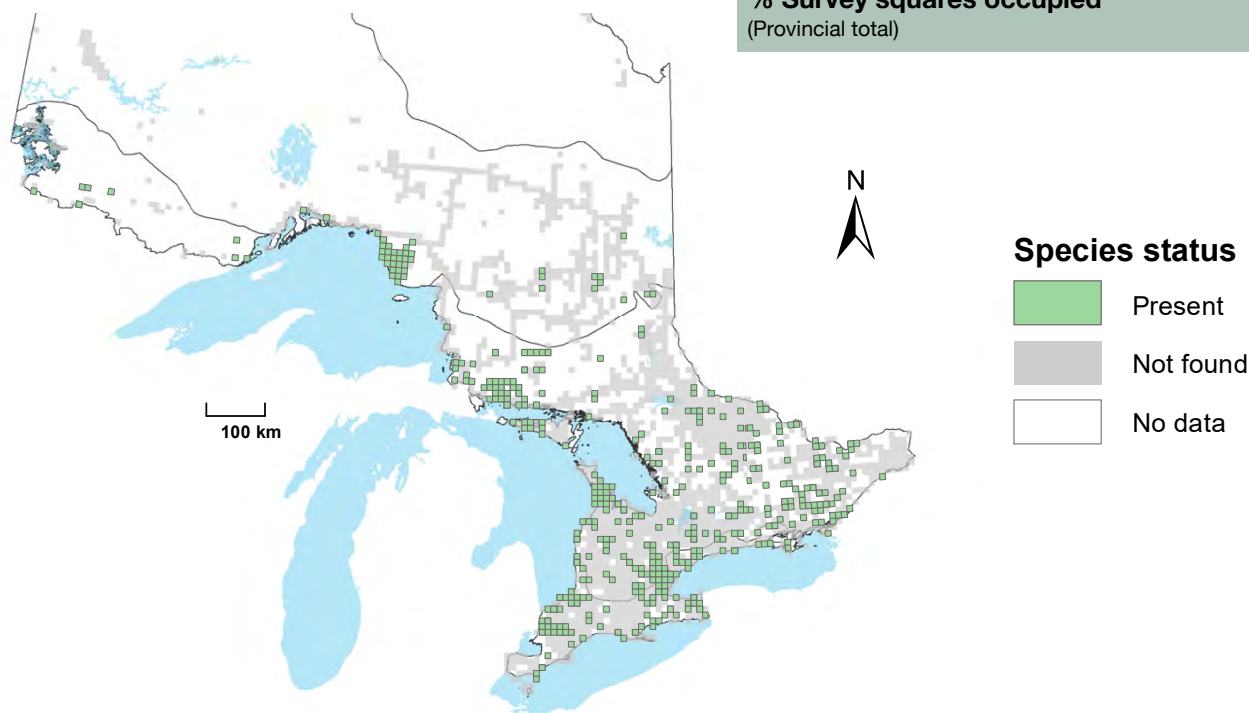 % Survey squares occupied
(Provincial total)
N
Species status
Present
Not found
No data
100 km